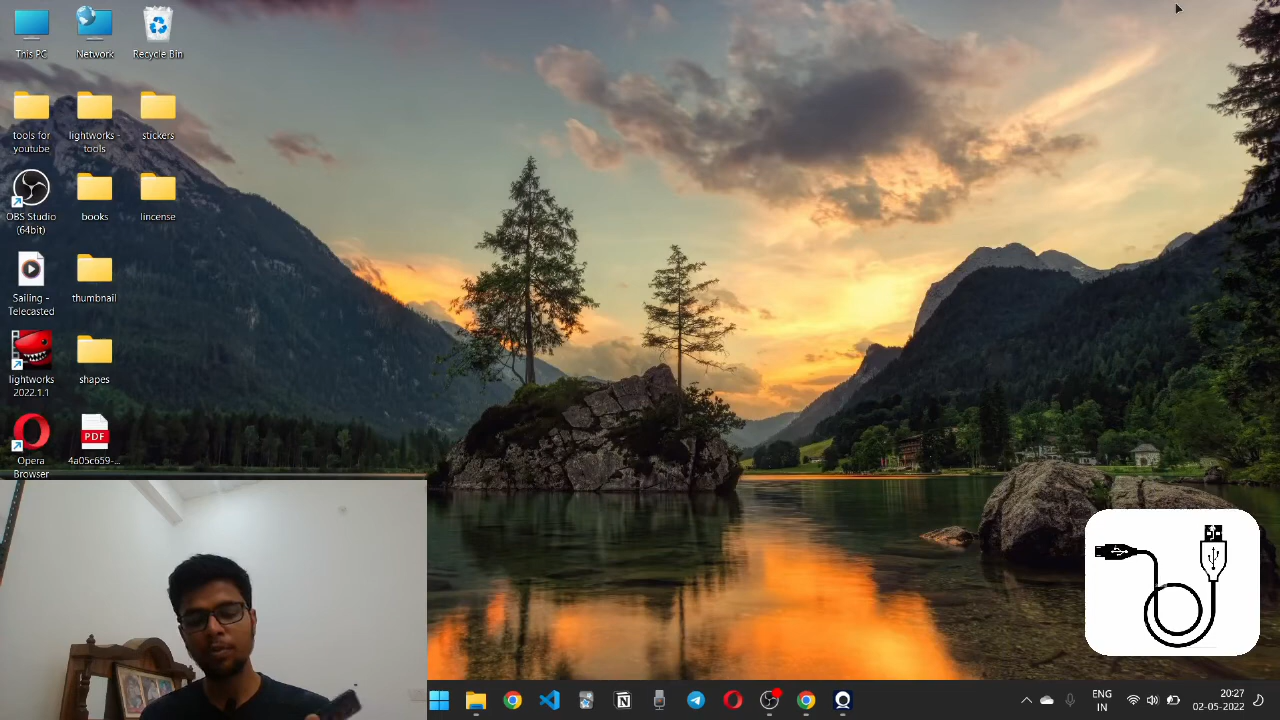 This PC
Network
Recycle Bin
tools for
youtube
lightworks -
tools
stickers
OBS Studio
(64bit)
books
lincense
Sailing -
Telecasted
thumbnail
lightworks
2022.1.1
shapes
Opera
Browser
PDF
4a05c659-...
ENG
IN
20:27
02-05-2022